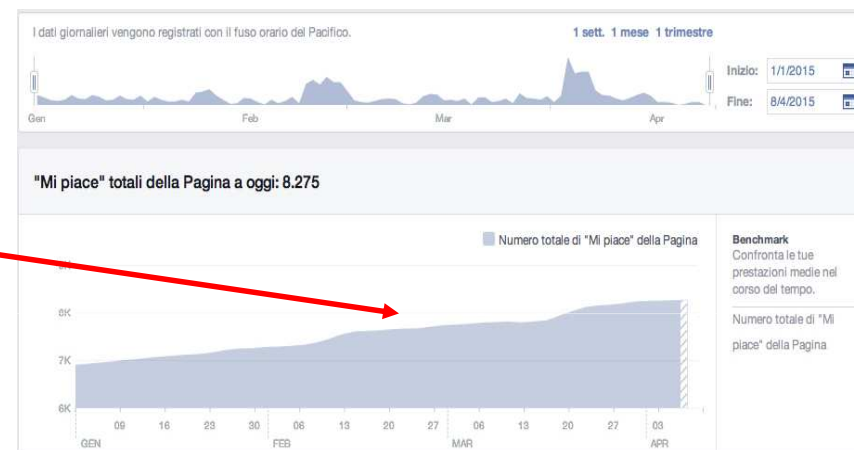 I dati giornalieri vengono registrati con il fuso orario del Pacifico.
1 sett. 1 mese 1 trimestre
Inizio: 1/1/2015
Fine: 8/4/2015
Gen Feb Mar Apr
"Mi piace" totali della Pagina a oggi: 8.275
Numero totale di "Mi piace" della Pagina
Benchmark
Confronta le tue
prestazioni medie nel
corso del tempo.
Numero totale di "Mi
piace" della Pagina
8K
7K
6K
09 16 23 30 06 13 20 27 06 13 20 27 03
GEN FEB MAR APR